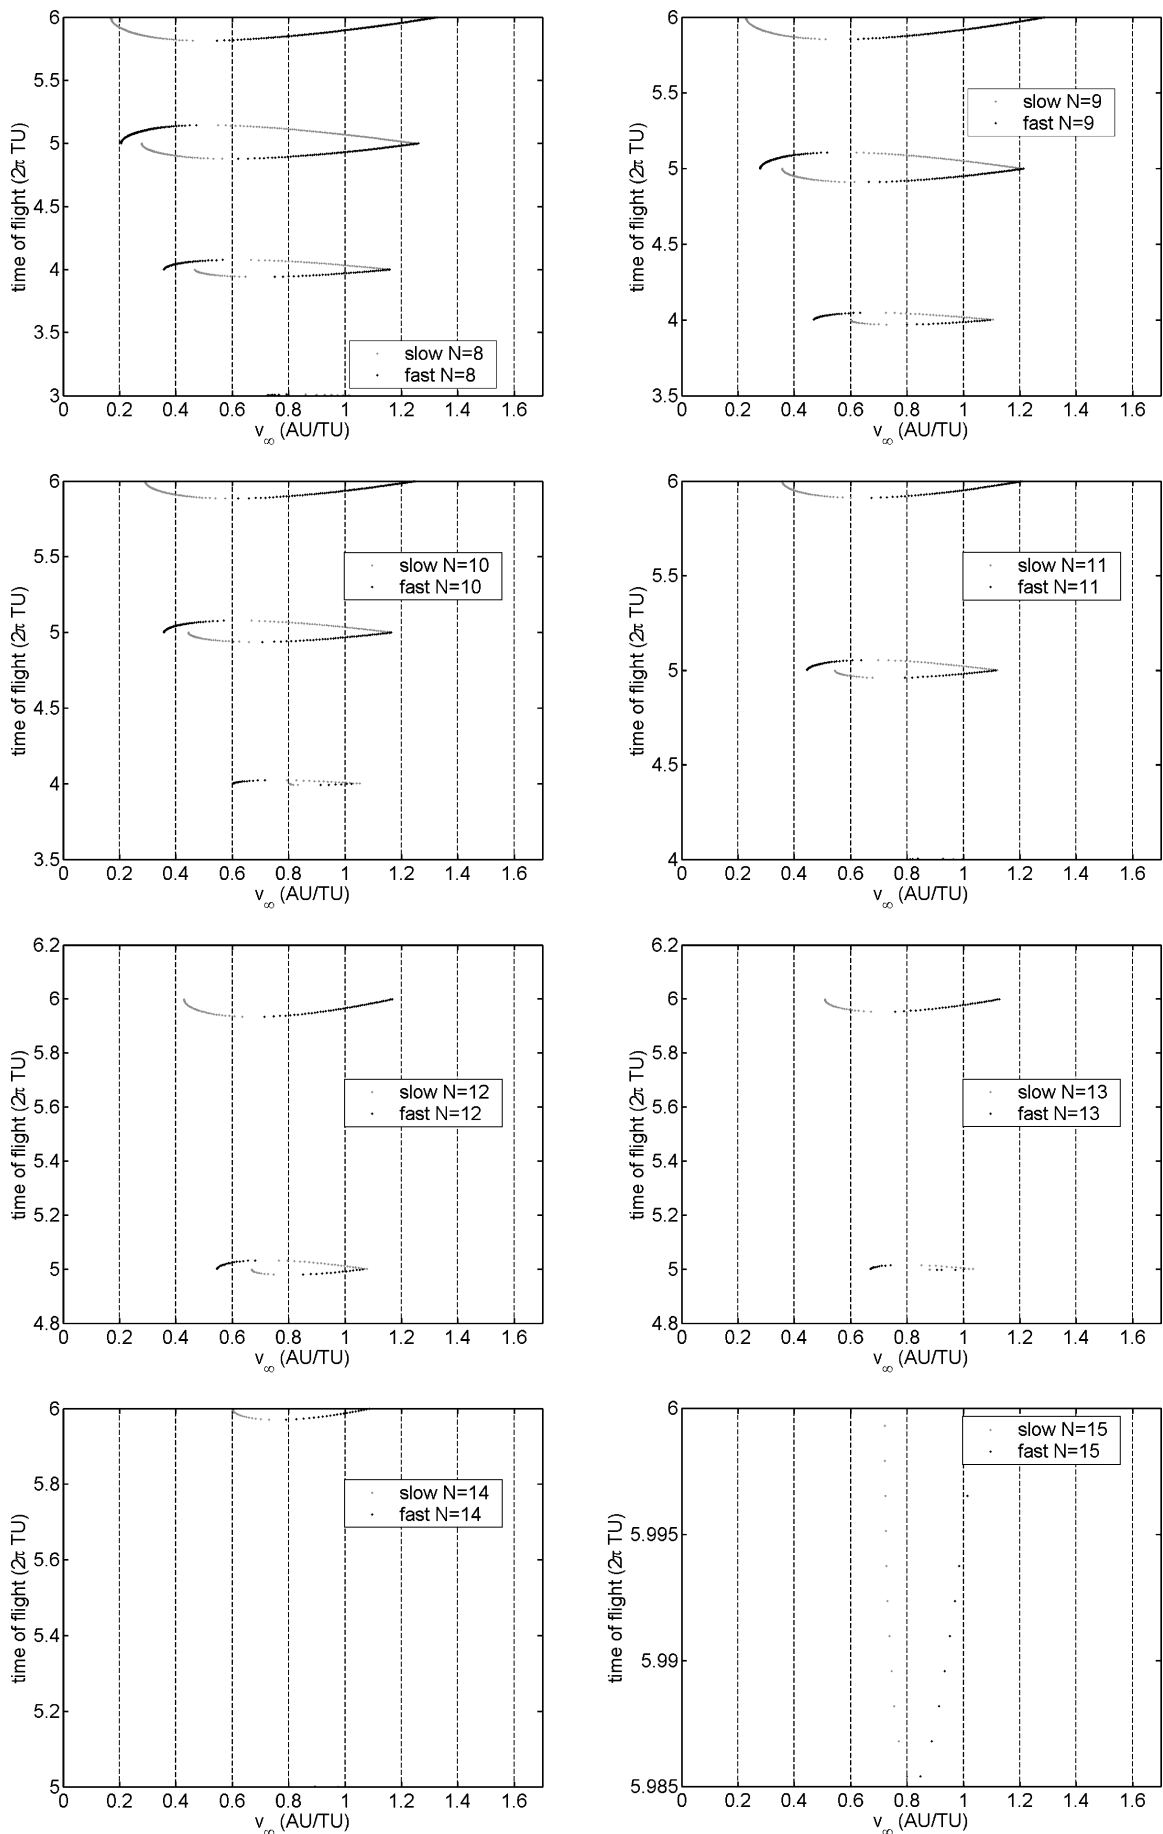 6
5.5
5
4.5
4
3.5
3
time of flight (2π TU)
slow N=8
fast N=8
0 0.2 0.4 0.6 0.8 1 1.2 1.4 1.6
v∞ (AU/TU)
6
5.5
5
4.5
4
3.5
time of flight (2π TU)
slow N=9
fast N=9
0 0.2 0.4 0.6 0.8 1 1.2 1.4 1.6
v∞ (AU/TU)
6
5.5
5
4.5
4
3.5
time of flight (2π TU)
slow N=10
fast N=10
0 0.2 0.4 0.6 0.8 1 1.2 1.4 1.6
v∞ (AU/TU)
6
5.5
5
4.5
4
time of flight (2π TU)
slow N=11
fast N=11
0 0.2 0.4 0.6 0.8 1 1.2 1.4 1.6
v∞ (AU/TU)
6.2
6
5.8
5.6
5.4
5.2
5
4.8
time of flight (2π TU)
slow N=12
fast N=12
0 0.2 0.4 0.6 0.8 1 1.2 1.4 1.6
v∞ (AU/TU)
6.2
6
5.8
5.6
5.4
5.2
5
4.8
time of flight (2π TU)
slow N=13
fast N=13
0 0.2 0.4 0.6 0.8 1 1.2 1.4 1.6
v∞ (AU/TU)
6
5.8
5.6
5.4
5.2
5
time of flight (2π TU)
slow N=14
fast N=14
0 0.2 0.4 0.6 0.8 1 1.2 1.4 1.6
v∞ (AU/TU)
6
5.995
5.99
5.985
time of flight (2π TU)
slow N=15
fast N=15
0 0.2 0.4 0.6 0.8 1 1.2 1.4 1.6
v∞ (AU/TU)